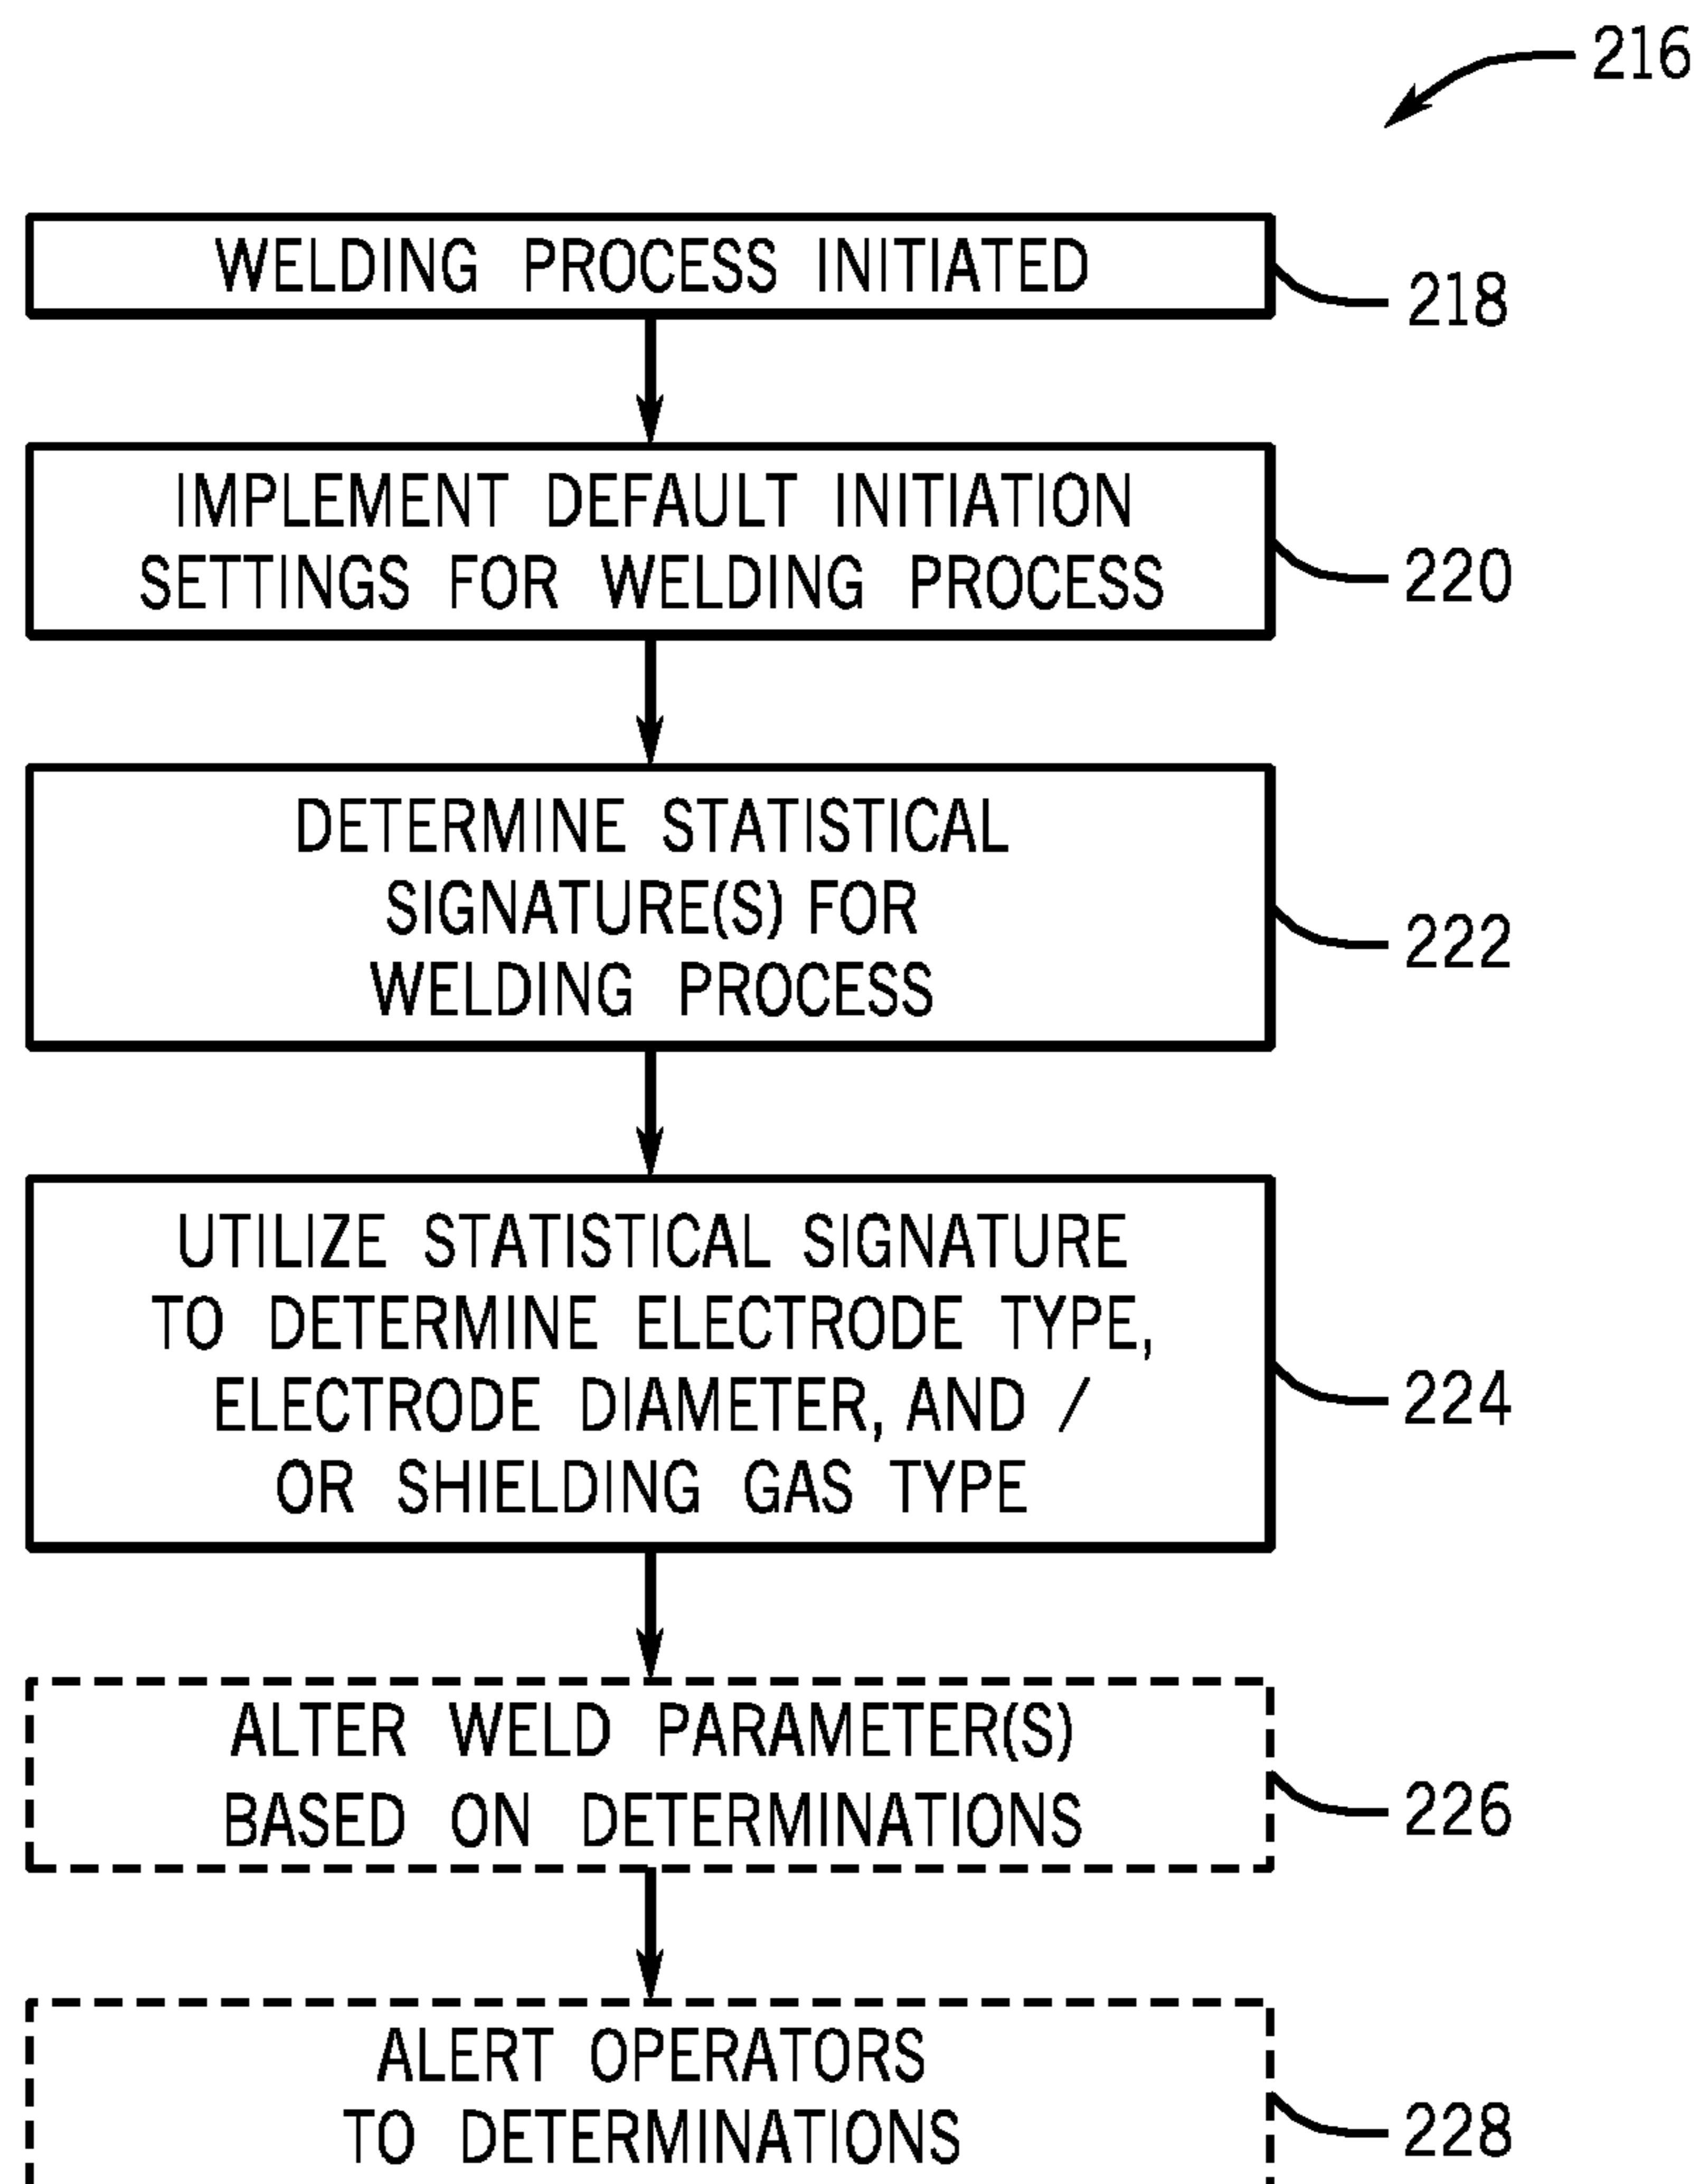 216
WELDING PROCESS INITIATED
218
IMPLEMENT DEFAULT INITIATION
SETTINGS FOR WELDING PROCESS
220
DETERMINE STATISTICAL
SIGNATURE(S) FOR
WELDING PROCESS
222
UTILIZE STATISTICAL SIGNATURE
TO DETERMINE ELECTRODE TYPE,
ELECTRODE DIAMETER, AND /
OR SHIELDING GAS TYPE
224
ALTER WELD PARAMETER(S)
BASED ON DETERMINATIONS
226
ALERT OPERATORS
TO DETERMINATIONS
228